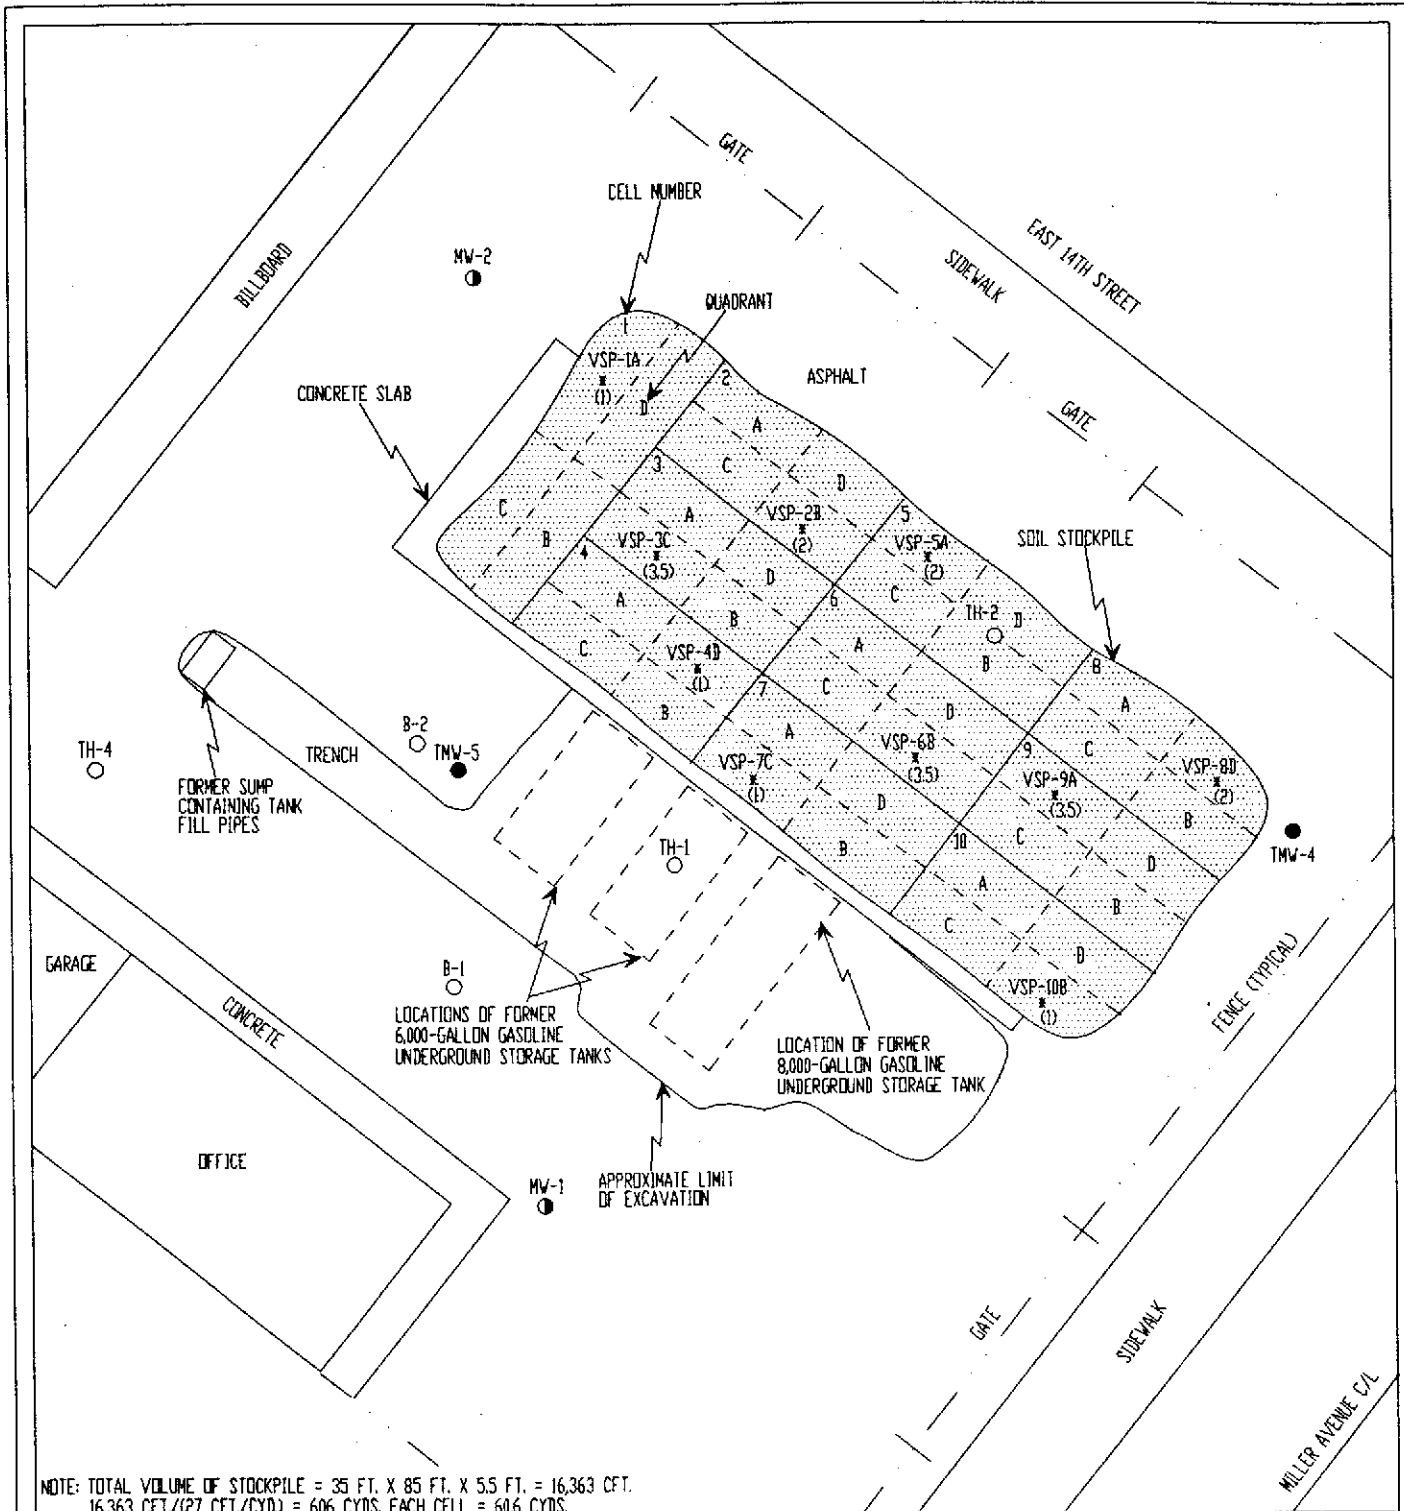 GATE
CELL NUMBER
EAST 14TH STREET
MW-2
BILLBOARD
SIDEWALK
QUADRANT
1
VSP-1A
(1)
D
2
ASPHALT
CONCRETE SLAB
GATE
A
3
C
D
C
A
VSP-2B
(2)
5
B
4
VSP-3C
(3.5)
VSP-5A
(2)
SOIL STOCKPILE
D
C
A
6
TH-2
D
B
C
A
VSP-4D
(1)
B
8
7
C
B
A
D
A
B-2
TMW-5
TH-4
TRENCH
VSP-7C
(1)
VSP-6B
(3.5)
9
C
VSP-9A
(3.5)
VSP-8D
(2)
FORMER SUMP
CONTAINING TANK
FILL PIPES
D
B
TMW-4
TH-1
B
10
C
D
A
B
C
D
GARAGE
B-1
VSP-10B
(1)
FENCE (TYPICAL)
CONCRETE
LOCATIONS OF FORMER
6,000-GALLON GASOLINE
UNDERGROUND STORAGE TANKS
LOCATION OF FORMER
8,000-GALLON GASOLINE
UNDERGROUND STORAGE TANK
OFFICE
MW-1
APPROXIMATE LIMIT
OF EXCAVATION
GATE
SIDEWALK
MILLER AVENUE C/L
NOTE: TOTAL VOLUME OF STOCKPILE = 35 FT. X 85 FT. X 5.5 FT. = 16,363 CFT.
16,363 CFT./(27 CFT./CYD.) = 606 CYDS. EACH CELL = 60.6 CYDS.